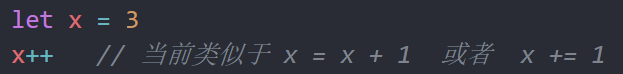 let x = 3
x++   // 当前类似于 x = x + 1  或者  x += 1